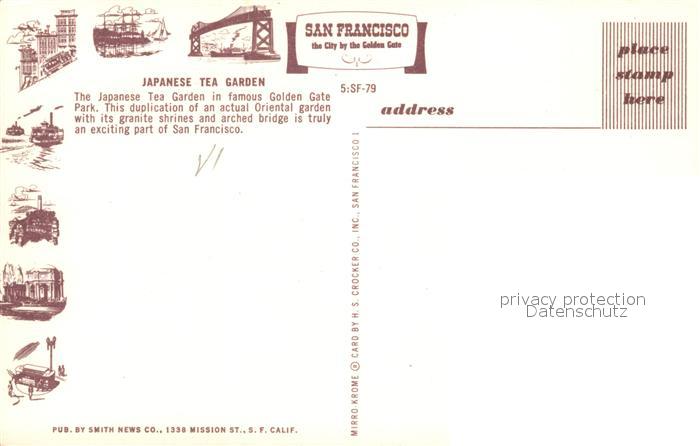 SAN FRANCISCO
the City by the Golden Gate
JAPANESE TEA GARDEN
The Japanese Tea Garden in famous Golden Gate
Park. This duplication of an actual Oriental garden
with its granite shrines and arched bridge is truly
an exciting part of San Francisco.
5:SF-79
address
place
stamp
here
V1
MIRRO-KROME ® CARD BY H. S. CROCKER CO., INC., SAN FRANCISCO 1
privacy protection
Datenschutz
PUB. BY SMITH NEWS CO., 1338 MISSION ST., S. F. CALIF.